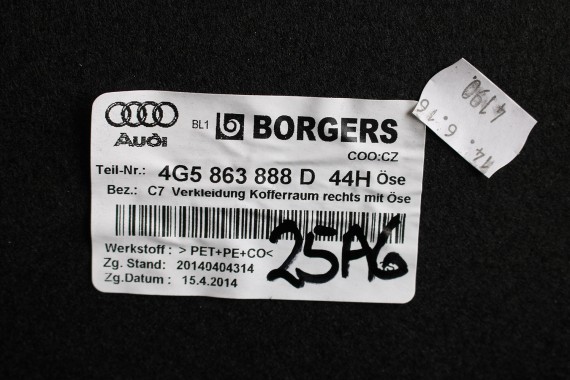 Audi BL1 BORGERS
COO:CZ
Teil-Nr.: 4G5 863 888 D 44H Öse
Bez.: C7 Verkleidung Kofferraum rechts mit Öse
Werkstoff : > PET+PE+CO<
Zg. Stand: 20140404314
Zg.Datum : 15.4.2014
25A6
14. 6.16
4190.